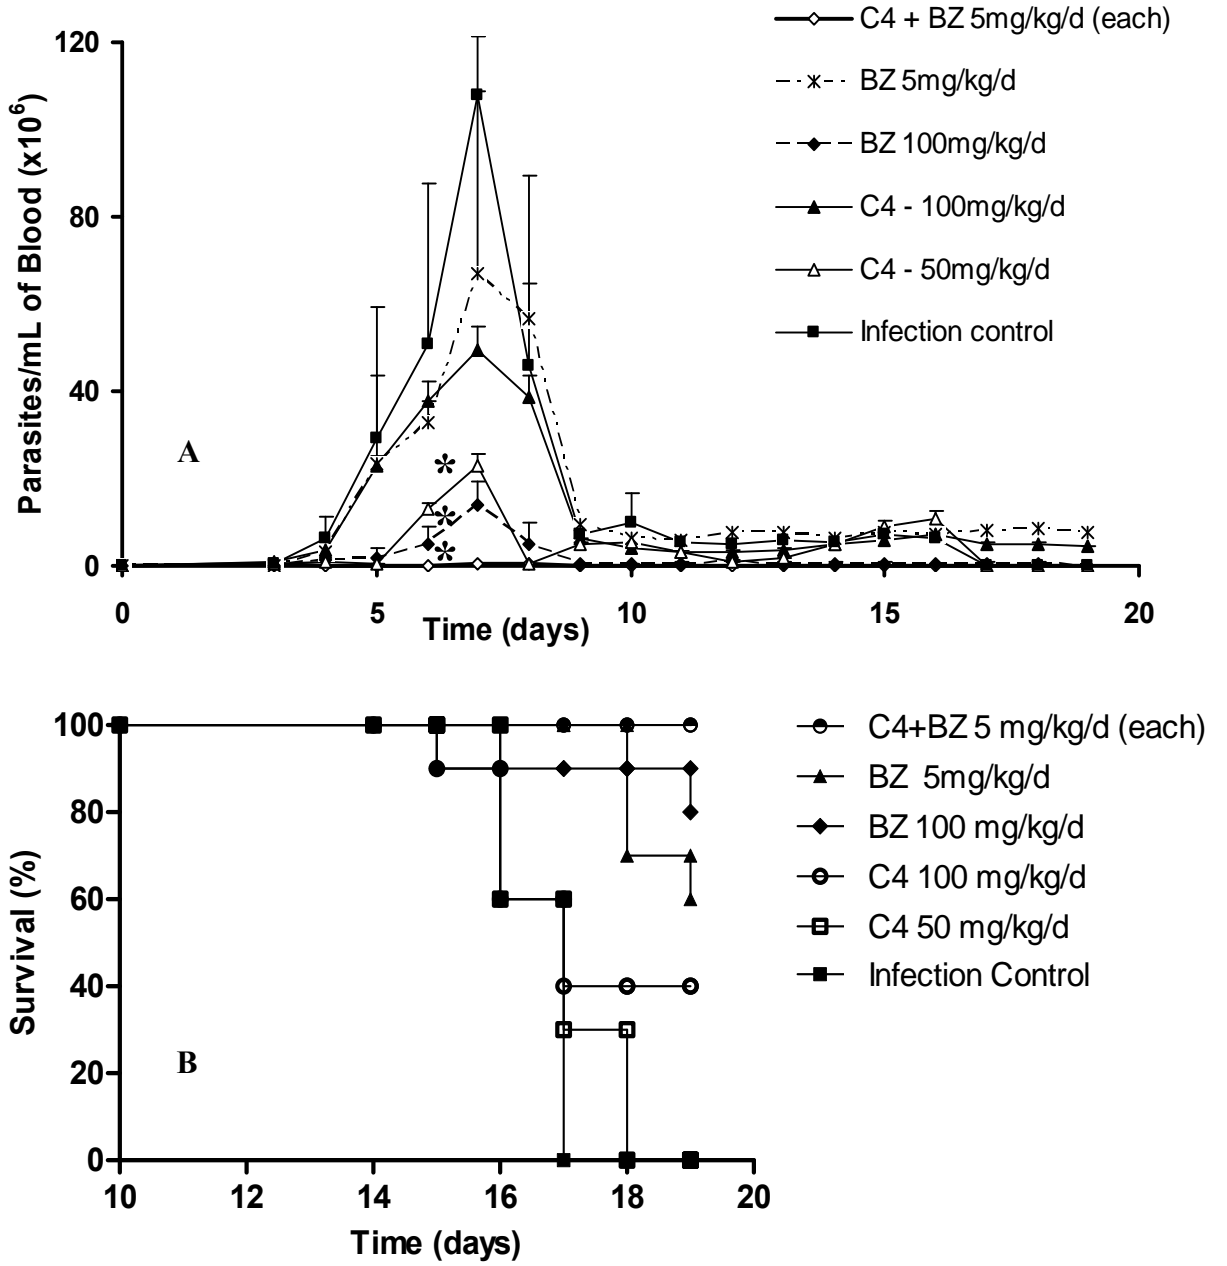 C4 + BZ 5mg/kg/d (each)
BZ 5mg/kg/d
BZ 100mg/kg/d
C4 - 100mg/kg/d
C4 - 50mg/kg/d
Infection control
Parasites/mL of Blood (x10⁶)
120
80
40
0
A
*
*
*
0 5 10 15 20
Time (days)
C4+BZ 5 mg/kg/d (each)
BZ 5mg/kg/d
BZ 100 mg/kg/d
C4 100 mg/kg/d
C4 50 mg/kg/d
Infection Control
Survival (%)
100
80
60
40
20
0
B
10 12 14 16 18 20
Time (days)